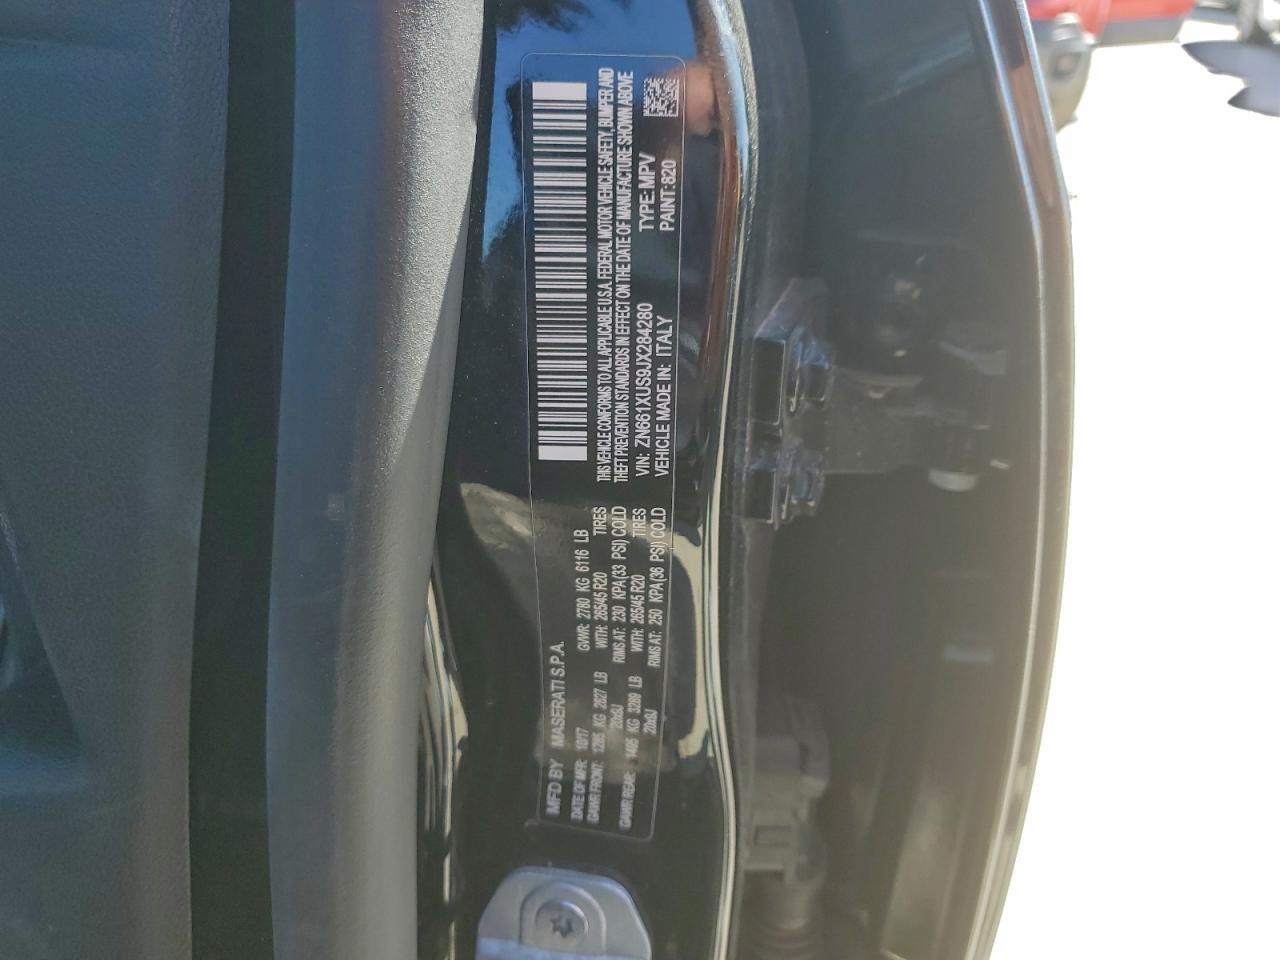 MFD BY MASERATI S.P.A.
DATE OF MFR: 10/17 GVWR: 2780 KG 6116 LB
GAWR FRONT: 1285 KG 2827 LB WITH: 265/45 R20 TIRES
20x9J RIMS AT: 230 KPA(33 PSI) COLD
GAWR REAR: 1495 KG 3289 LB WITH: 265/45 R20 TIRES
20x9J RIMS AT: 250 KPA(36 PSI) COLD
THIS VEHICLE CONFORMS TO ALL APPLICABLE U.S.A. FEDERAL MOTOR VEHICLE SAFETY, BUMPER AND
THEFT PREVENTION STANDARDS IN EFFECT ON THE DATE OF MANUFACTURE SHOWN ABOVE
VIN: ZN661XUS9JX284280 TYPE: MPV
VEHICLE MADE IN: ITALY PAINT: 820